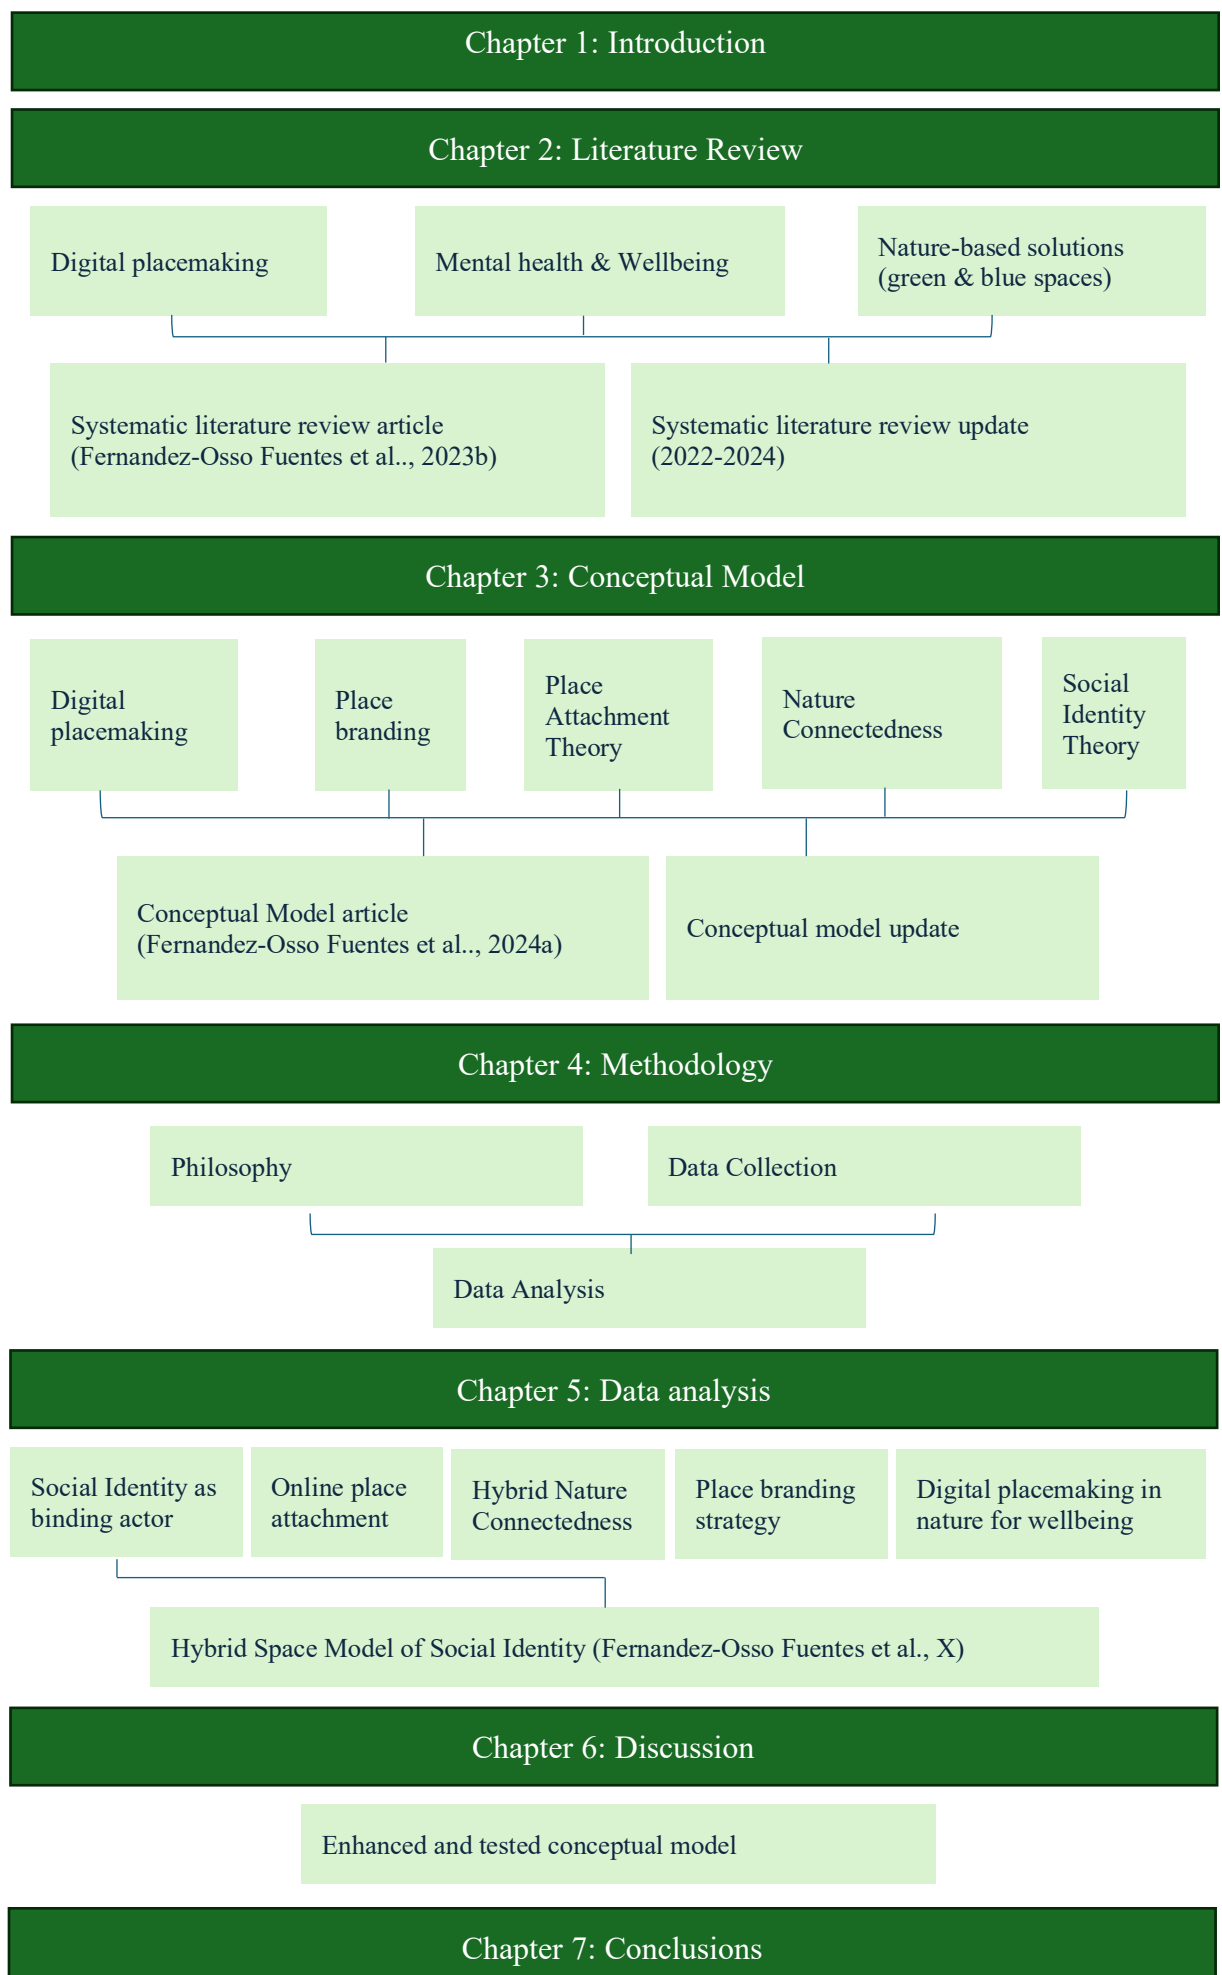 Chapter 1: Introduction
Chapter 2: Literature Review
Digital placemaking
Mental health & Wellbeing
Nature-based solutions
(green & blue spaces)
Systematic literature review article
(Fernandez-Osso Fuentes et al.., 2023b)
Systematic literature review update
(2022-2024)
Chapter 3: Conceptual Model
Digital
placemaking
Place
branding
Place
Attachment
Theory
Nature
Connectedness
Social
Identity
Theory
Conceptual Model article
(Fernandez-Osso Fuentes et al.., 2024a)
Conceptual model update
Chapter 4: Methodology
Philosophy
Data Collection
Data Analysis
Chapter 5: Data analysis
Social Identity as
binding actor
Online place
attachment
Hybrid Nature
Connectedness
Place branding
strategy
Digital placemaking in
nature for wellbeing
Hybrid Space Model of Social Identity (Fernandez-Osso Fuentes et al., X)
Chapter 6: Discussion
Enhanced and tested conceptual model
Chapter 7: Conclusions